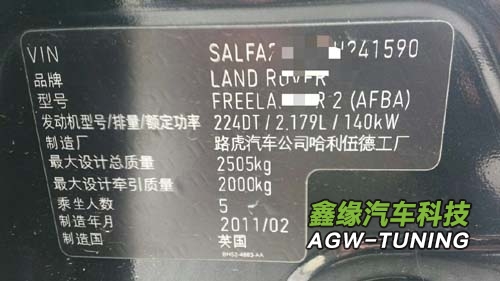 VIN SALFA2 241590
品牌 LAND ROVER
型号 FREELA R 2 (AFBA)
发动机型号/排量/额定功率 224DT / 2.179L / 140kW
制造厂 路虎汽车公司哈利伍德工厂
最大设计总质量 2505kg
最大设计牵引质量 2000kg
乘坐人数 5
制造年月 2011/02
制造国 英国
鑫缘汽车科技
AGW-TUNING